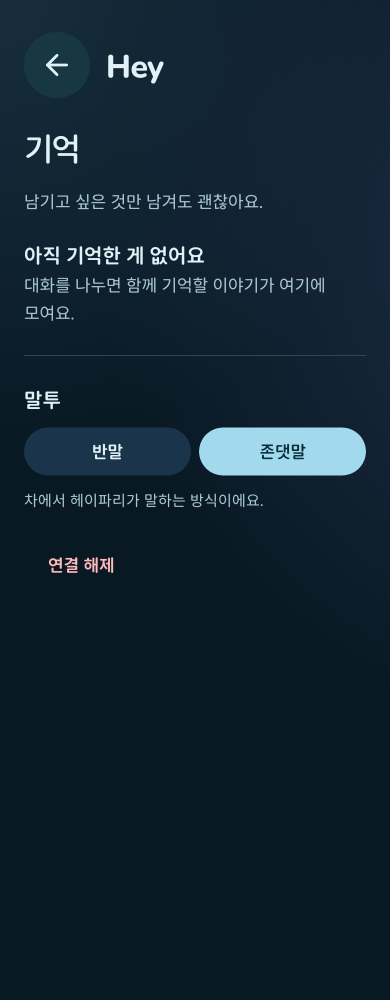 Hey
기억
남기고 싶은 것만 남겨도 괜찮아요.
아직 기억한 게 없어요
대화를 나누면 함께 기억할 이야기가 여기에
모여요.
말투
반말
존댓말
차에서 헤이파리가 말하는 방식이에요.
연결 해제